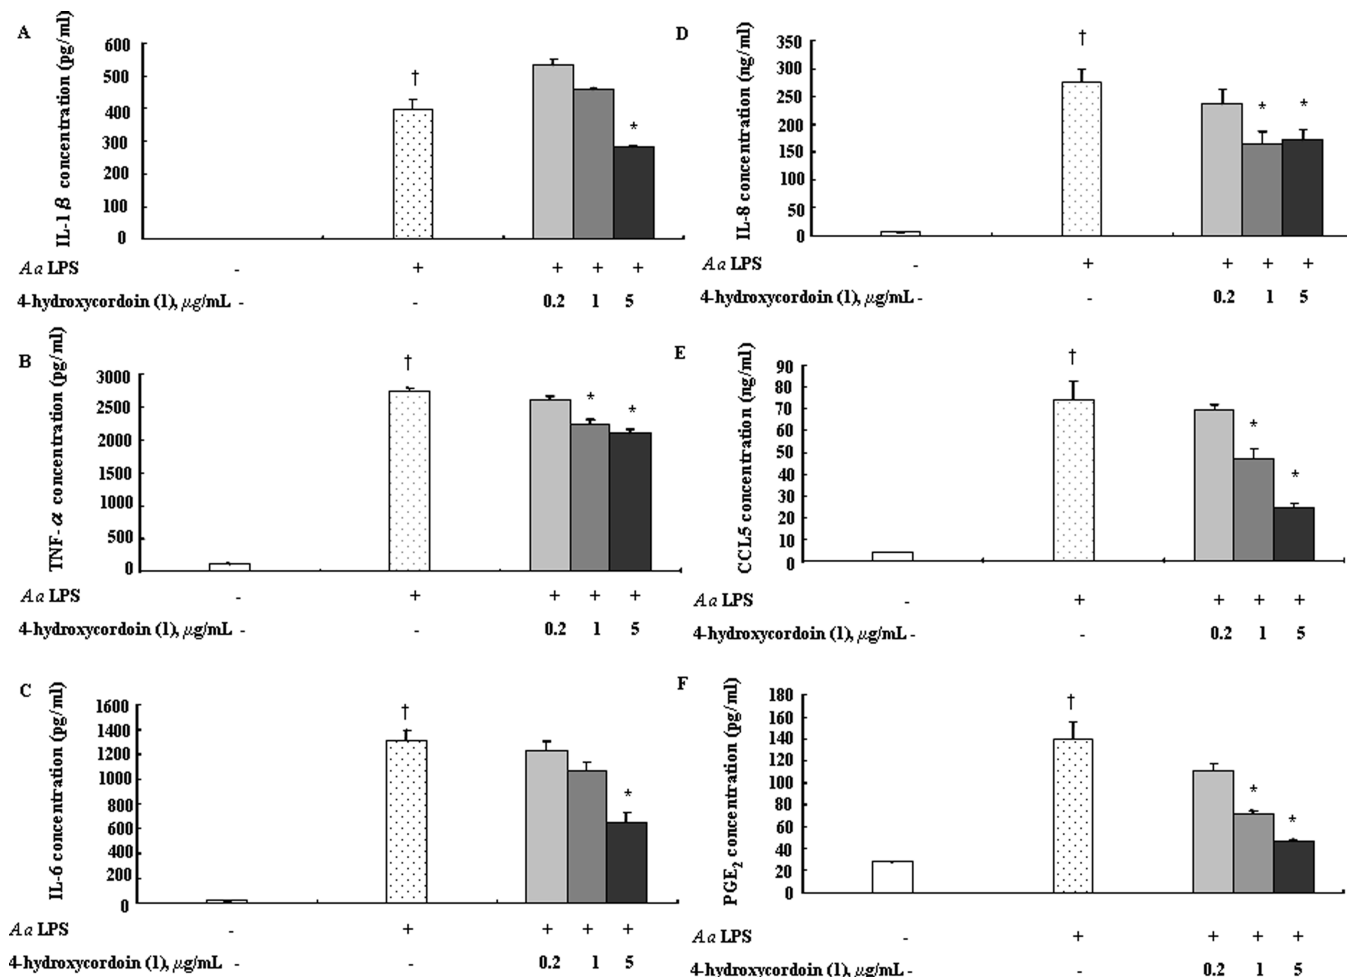 A
IL-1 β concentration (pg/ml)
600
500
400
300
200
100
0
†
*
Aa LPS - + + + +
4-hydroxycordoin (1), μg/mL - - 0.2 1 5
B
TNF-α concentration (pg/ml)
3000
2500
2000
1500
1000
500
0
†
* *
Aa LPS - + + + +
4-hydroxycordoin (1), μg/mL - - 0.2 1 5
C
IL-6 concentration (pg/ml)
1600
1400
1200
1000
800
600
400
200
0
†
*
Aa LPS - + + + +
4-hydroxycordoin (1), μg/mL - - 0.2 1 5
D
IL-8 concentration (ng/ml)
350
300
250
200
150
100
50
0
†
* *
Aa LPS - + + + +
4-hydroxycordoin (1), μg/mL - - 0.2 1 5
E
CCL5 concentration (ng/ml)
90
80
70
60
50
40
30
20
10
0
†
*
*
Aa LPS - + + + +
4-hydroxycordoin (1), μg/mL - - 0.2 1 5
F
PGE₂ concentration (pg/ml)
180
160
140
120
100
80
60
40
20
0
†
*
*
Aa LPS - + + + +
4-hydroxycordoin (1), μg/mL - - 0.2 1 5